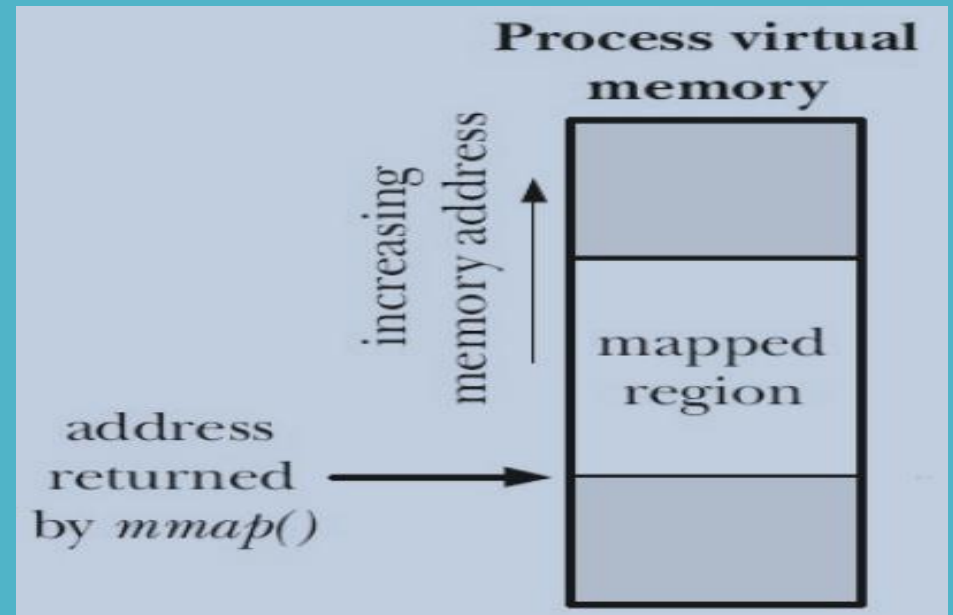 Process virtual
memory
increasing
memory address
mapped
region
address
returned
by mmap()